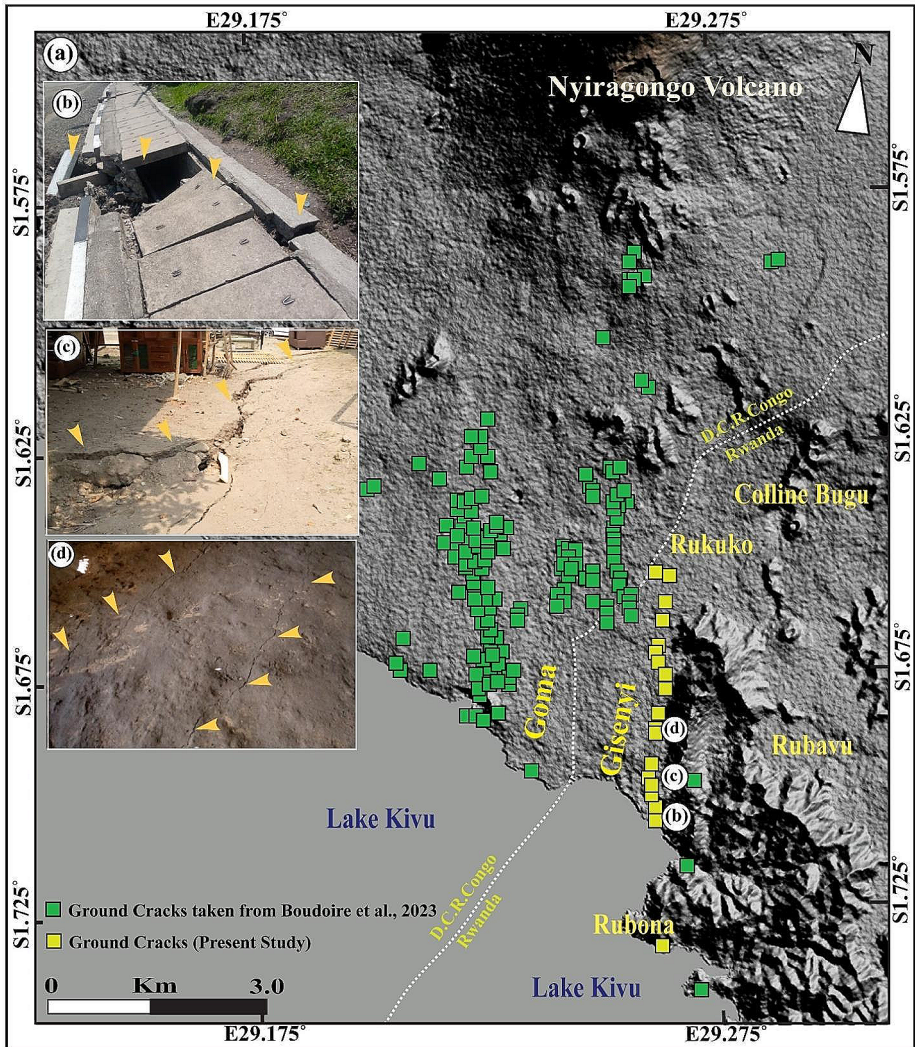 E29.175°
E29.275°
(a)
N
(b)
Nyiragongo Volcano
S1.575°
S1.575°
(c)
D.C.R.Congo
Rwanda
S1.625°
S1.625°
Colline Bugu
Rukuko
(d)
S1.675°
S1.675°
Goma
Gisenyi
(d)
Rubavu
(c)
Lake Kivu
(b)
D.C.R.Congo
Rwanda
S1.725°
S1.725°
Ground Cracks taken from Boudoire et al., 2023
Rubona
Ground Cracks (Present Study)
0 Km 3.0
Lake Kivu
E29.175°
E29.275°